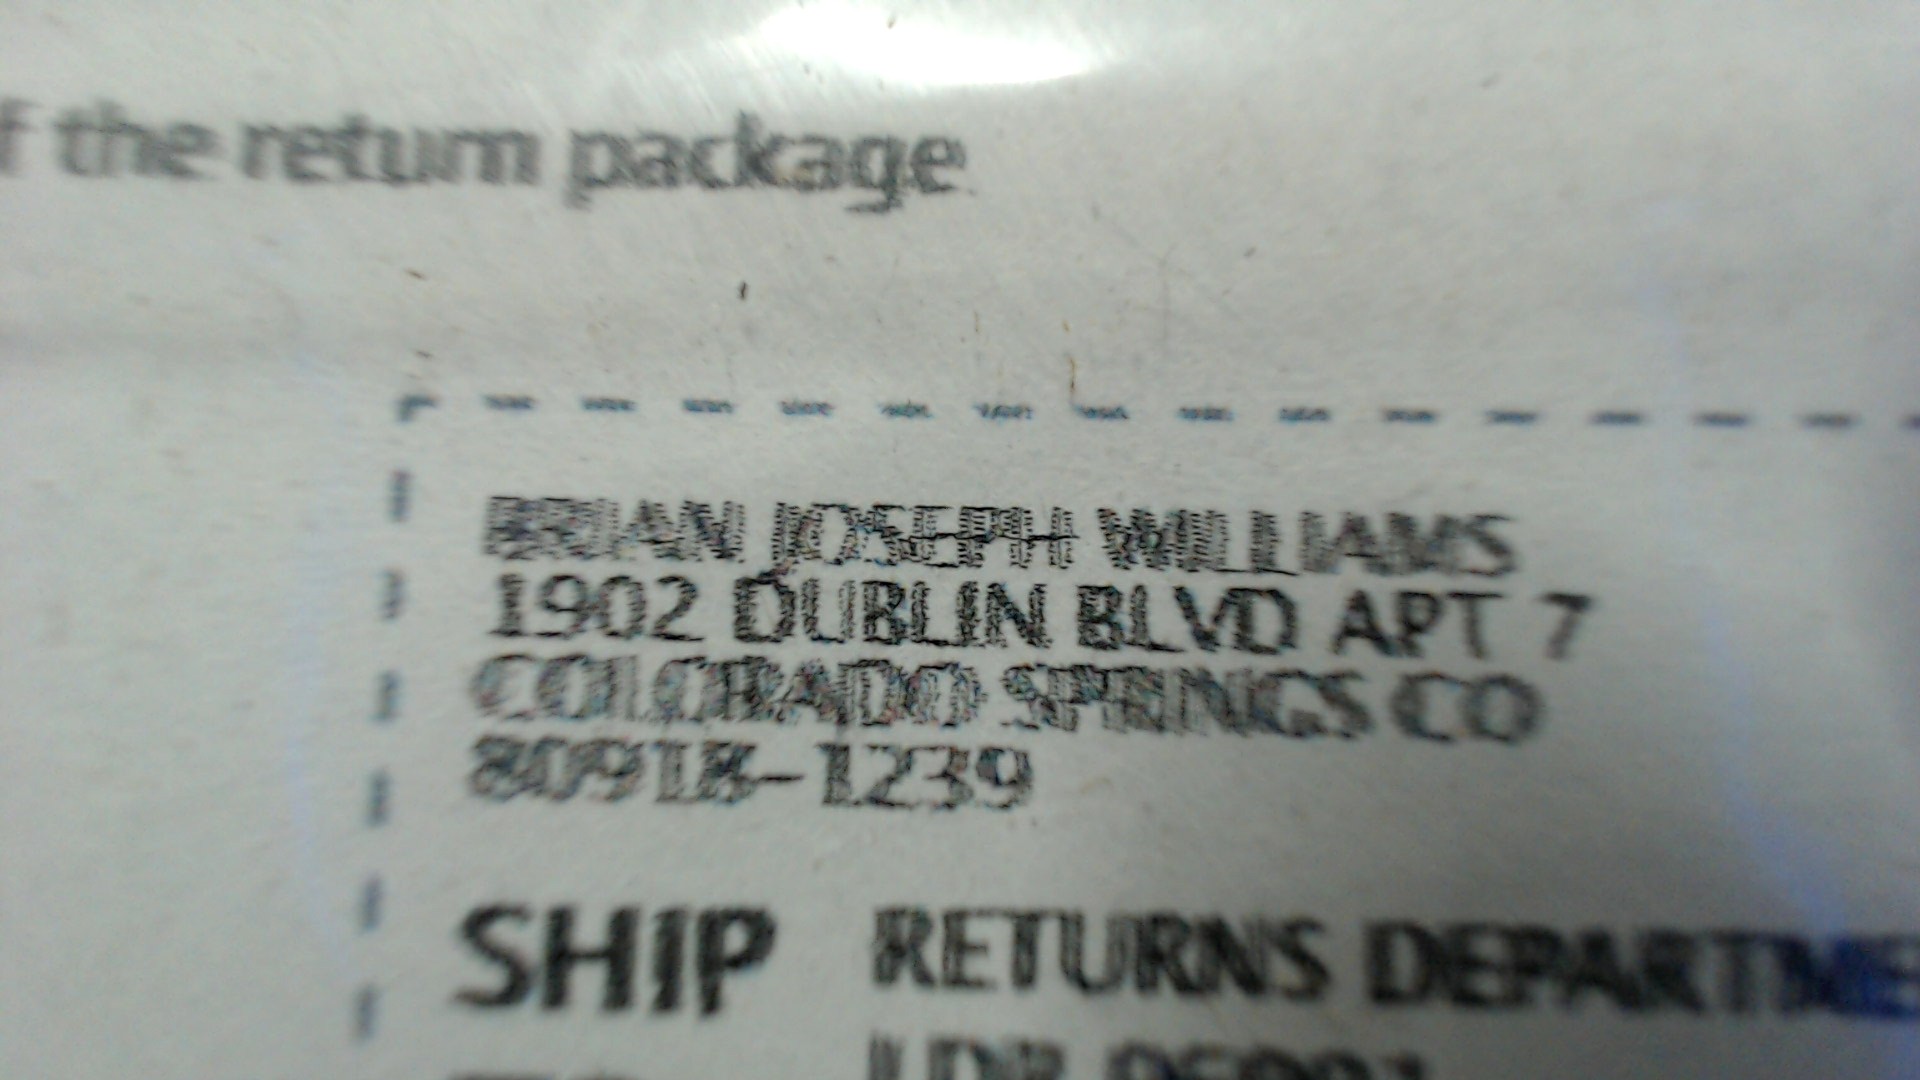 the return package
BRIAN JOSEPH WILLIAMS
1902 DUBLIN BLVD APT 7
COLORADO SPRINGS CO
80918-1239
SHIP RETURNS